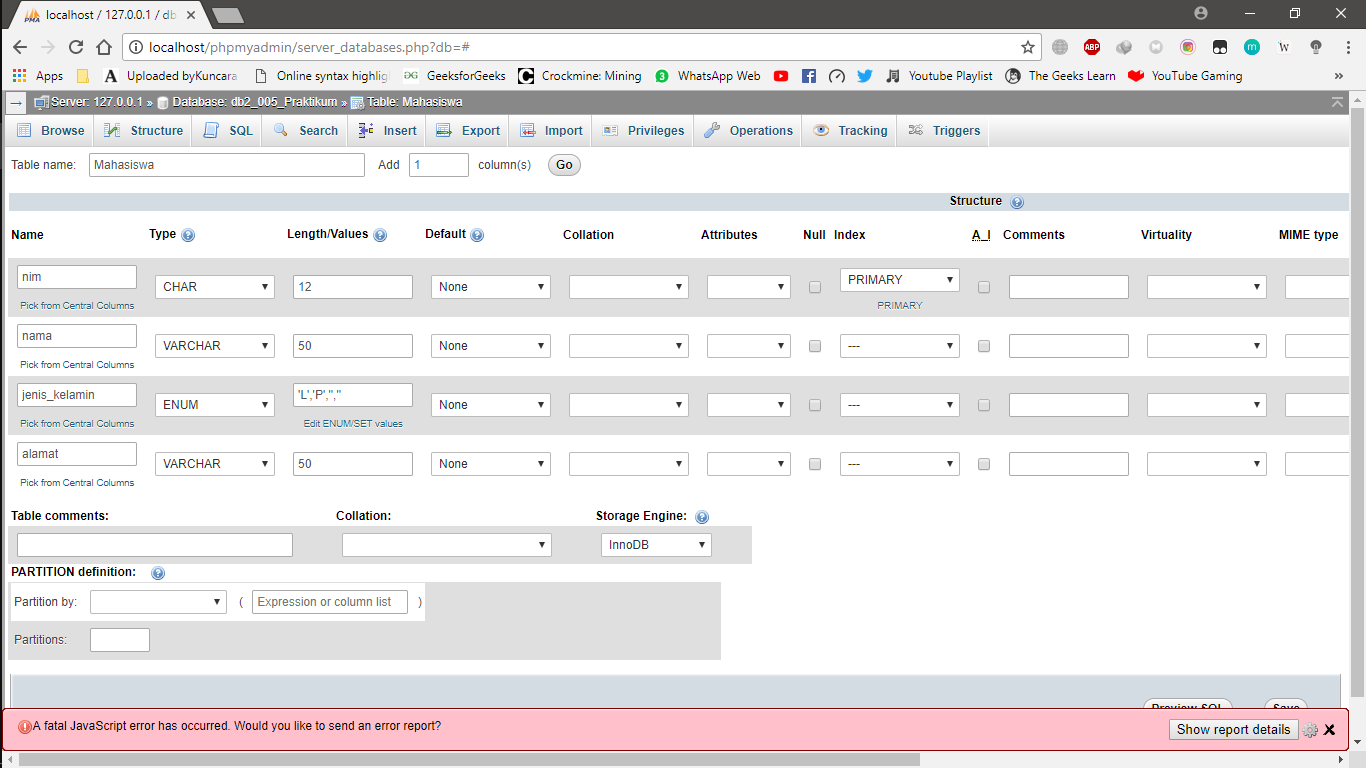 localhost / 127.0.0.1 / db
localhost/phpmyadmin/server_databases.php?db=#
Apps Uploaded byKuncara Online syntax highlig GeeksforGeeks Crockmine: Mining WhatsApp Web Youtube Playlist The Geeks Learn YouTube Gaming »
Server: 127.0.0.1 » Database: db2_005_Praktikum » Table: Mahasiswa
Browse Structure SQL Search Insert Export Import Privileges Operations Tracking Triggers
Table name: Mahasiswa Add 1 column(s) Go
Structure
Name Type Length/Values Default Collation Attributes Null Index A_I Comments Virtuality MIME type
nim CHAR 12 None PRIMARY
Pick from Central Columns PRIMARY
nama VARCHAR 50 None ---
Pick from Central Columns
jenis_kelamin ENUM 'L','P','','' None ---
Pick from Central Columns Edit ENUM/SET values
alamat VARCHAR 50 None ---
Pick from Central Columns
Table comments: Collation: Storage Engine:
InnoDB
PARTITION definition:
Partition by: ( Expression or column list )
Partitions:
Preview SQL Save
A fatal JavaScript error has occurred. Would you like to send an error report? Show report details